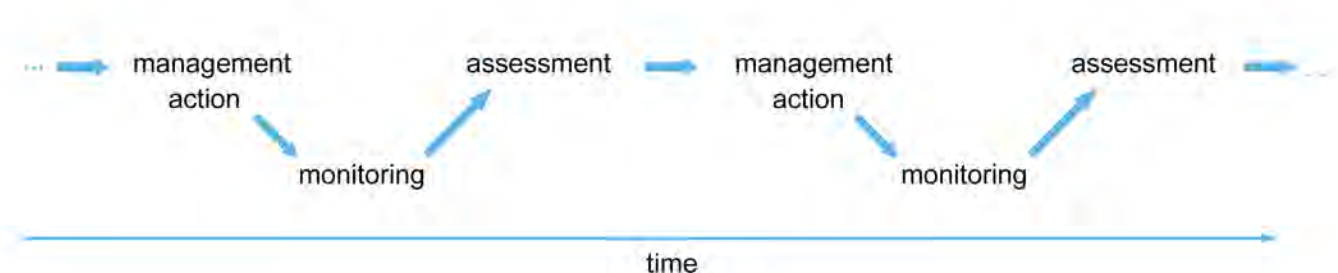 ... management assessment management assessment ...
action action
monitoring monitoring
time